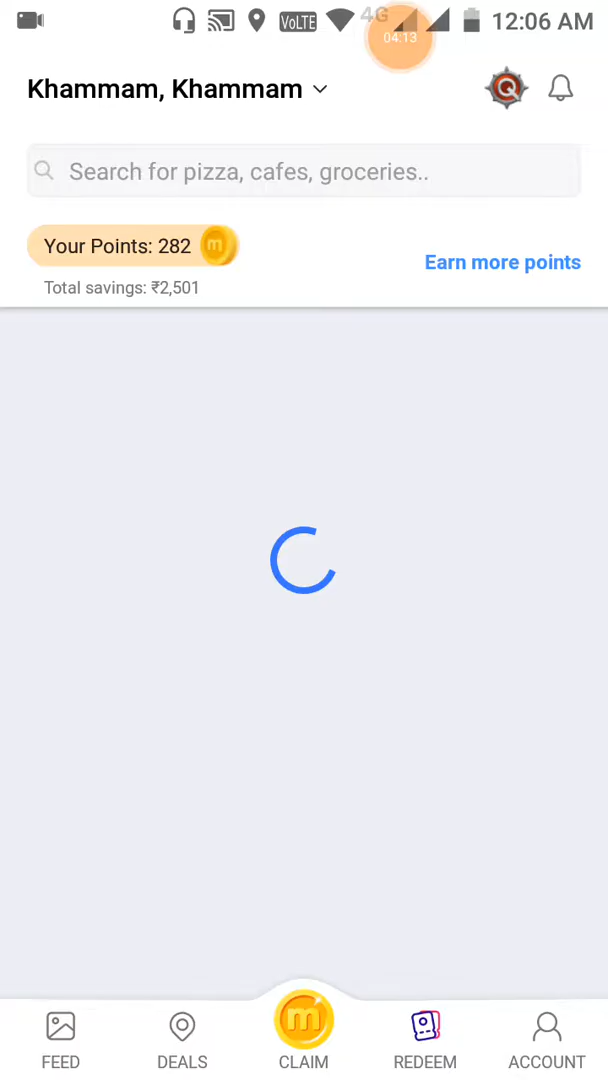 VoLTE 4G 12:06 AM
04:13
Khammam, Khammam
Search for pizza, cafes, groceries..
Your Points: 282 m
Total savings: ₹2,501
Earn more points
m
FEED DEALS CLAIM REDEEM ACCOUNT